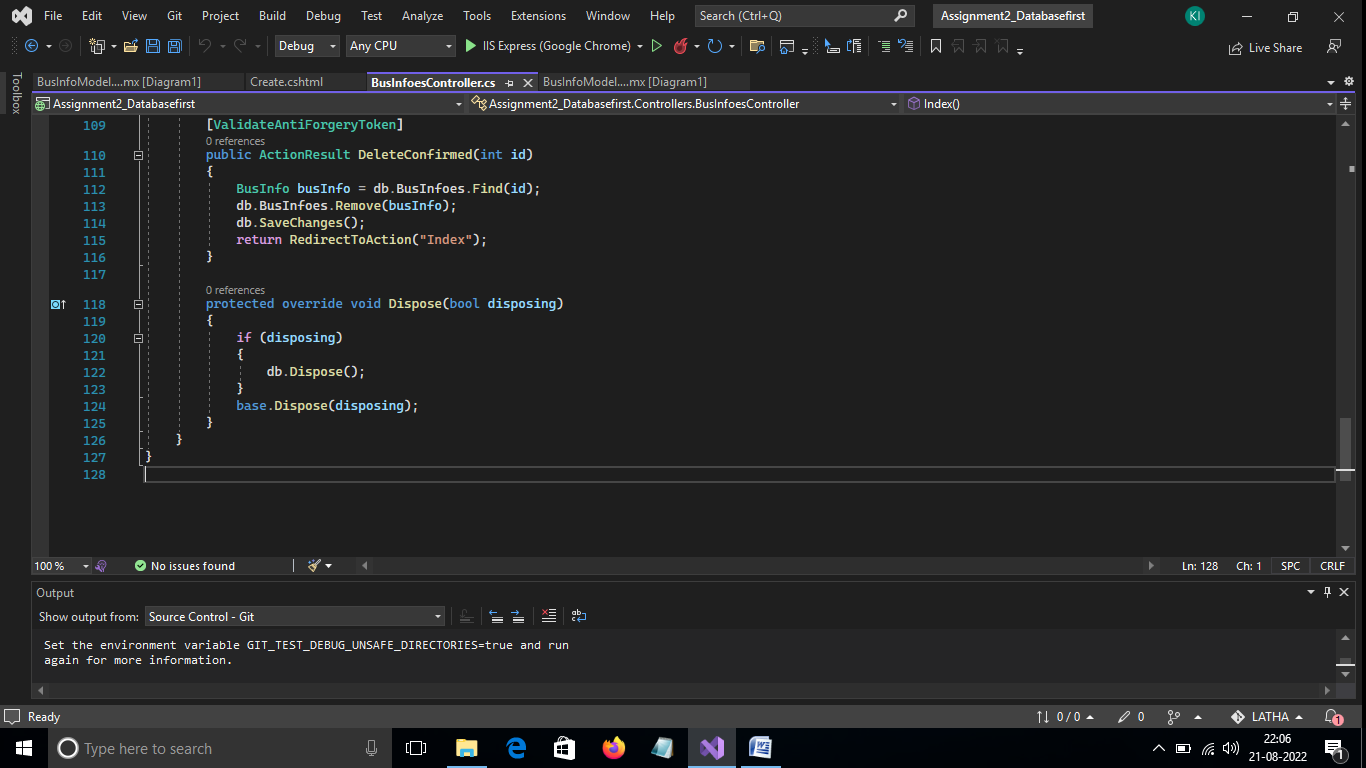 File Edit View Git Project Build Debug Test Analyze Tools Extensions Window Help Search (Ctrl+Q) Assignment2_Databasefirst KI
Debug Any CPU IIS Express (Google Chrome) Live Share
Toolbox
BusInfoModel....mx [Diagram1] Create.cshtml BusInfoesController.cs BusInfoModel....mx [Diagram1]
Assignment2_Databasefirst Assignment2_Databasefirst.Controllers.BusInfoesController Index()
109 [ValidateAntiForgeryToken]
0 references
110 public ActionResult DeleteConfirmed(int id)
111 {
112 BusInfo busInfo = db.BusInfoes.Find(id);
113 db.BusInfoes.Remove(busInfo);
114 db.SaveChanges();
115 return RedirectToAction("Index");
116 }
117
0 references
118 protected override void Dispose(bool disposing)
119 {
120 if (disposing)
121 {
122 db.Dispose();
123 }
124 base.Dispose(disposing);
125 }
126 }
127 }
128
100 % No issues found Ln: 128 Ch: 1 SPC CRLF
Output
Show output from: Source Control - Git
Set the environment variable GIT_TEST_DEBUG_UNSAFE_DIRECTORIES=true and run
again for more information.
Ready 0 / 0 0 LATHA 1
Type here to search 22:06
21-08-2022 1